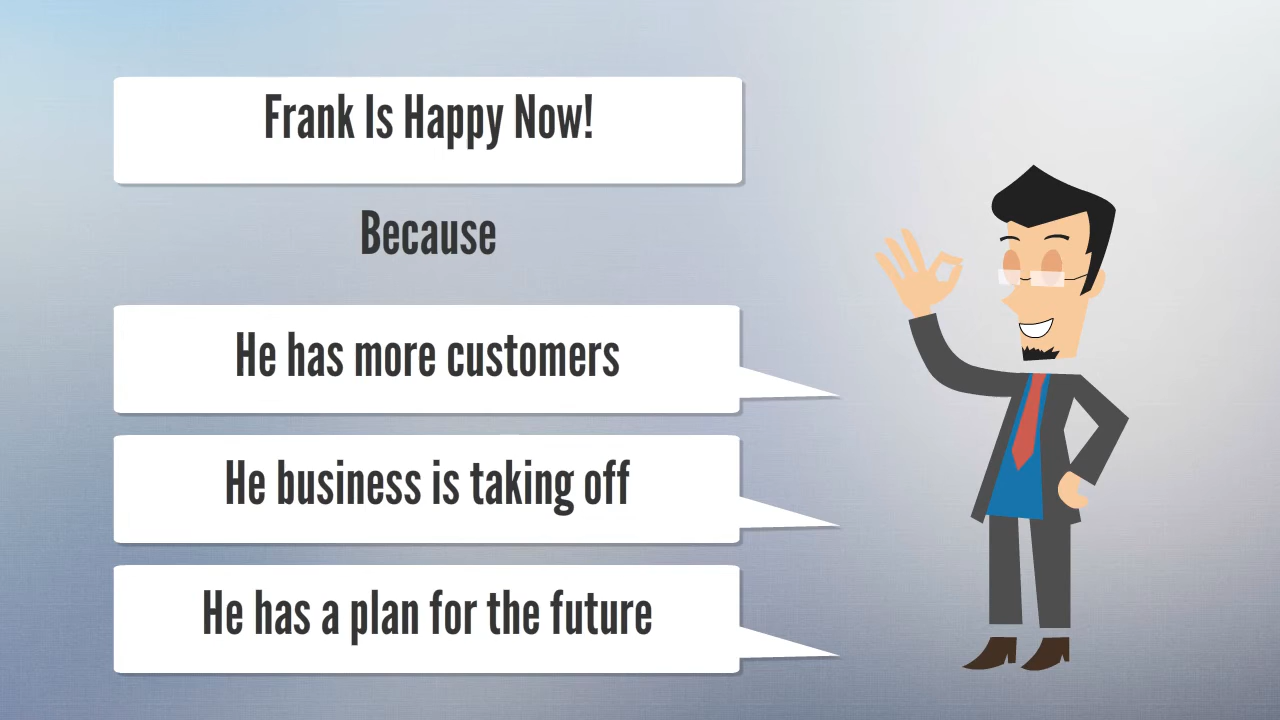 Frank Is Happy Now!
Because
He has more customers
He business is taking off
He has a plan for the future